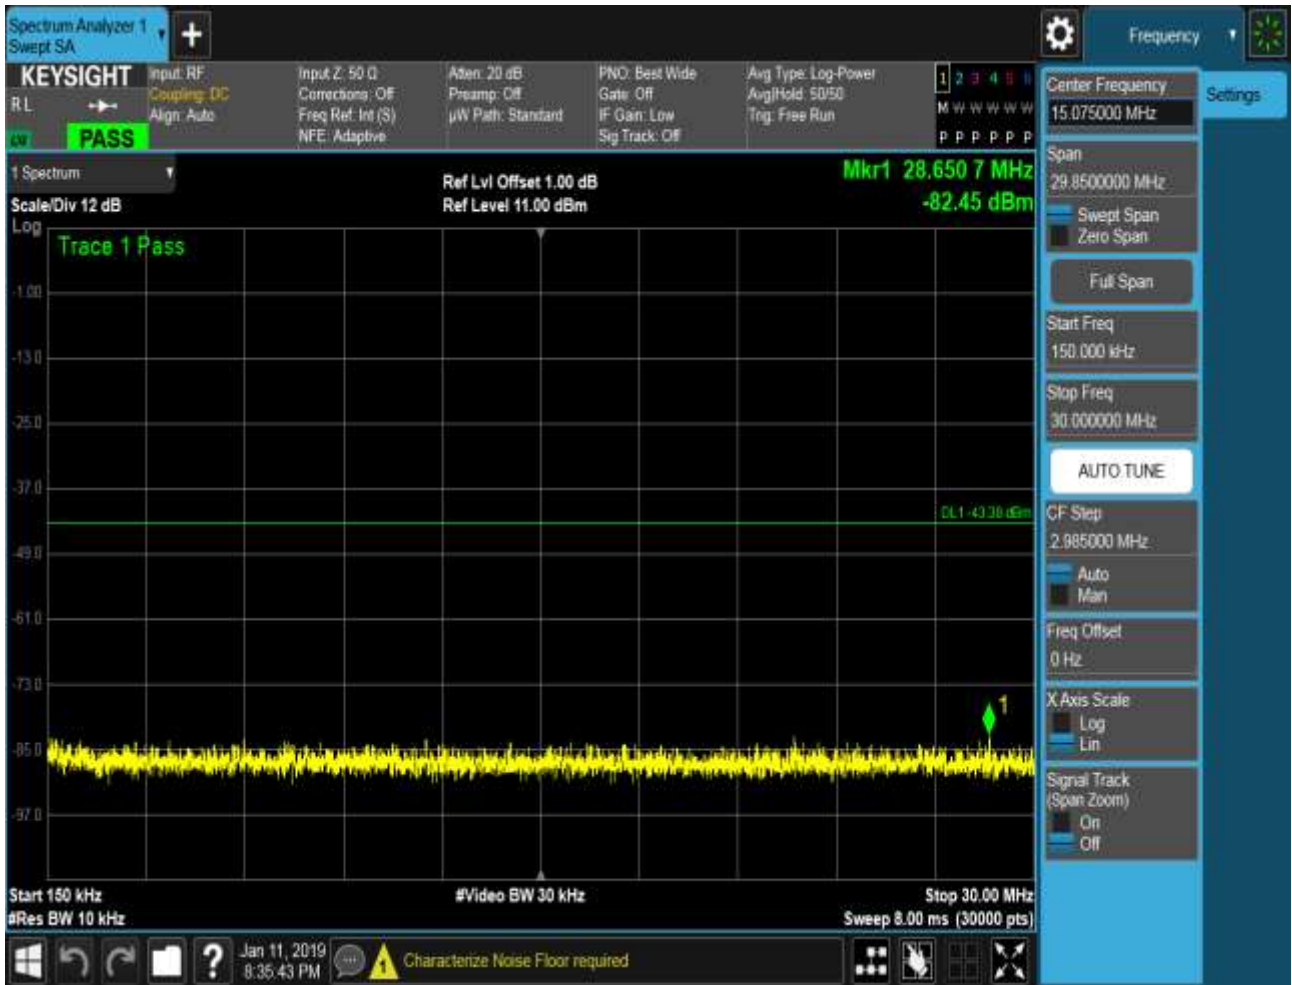 Spectrum Analyzer 1
Swept SA
Frequency
KEYSIGHT
R L
PASS
Input: RF
Coupling: DC
Align: Auto
Input Z: 50 Ω
Corrections: Off
Freq Ref: Int (S)
NFE: Adaptive
Atten: 20 dB
Preamp: Off
µW Path: Standard
PNO: Best Wide
Gate: Off
IF Gain: Low
Sig Track: Off
Avg Type: Log-Power
Avg|Hold: 50/50
Trig: Free Run
1 2 3 4 5 6
M W W W W W
P P P P P P
1 Spectrum
Scale/Div 12 dB
Log
Ref Lvl Offset 1.00 dB
Ref Level 11.00 dBm
Mkr1 28.650 7 MHz
-82.45 dBm
Trace 1 Pass
-1.00
-13.0
-25.0
-37.0
DL1 -43.38 dBm
-49.0
-61.0
-73.0
1
-85.0
-97.0
Start 150 kHz
#Res BW 10 kHz
#Video BW 30 kHz
Stop 30.00 MHz
Sweep 8.00 ms (30000 pts)
Jan 11, 2019
8:35:43 PM
Characterize Noise Floor required
Center Frequency
15.075000 MHz
Settings
Span
29.8500000 MHz
Swept Span
Zero Span
Full Span
Start Freq
150.000 kHz
Stop Freq
30.000000 MHz
AUTO TUNE
CF Step
2.985000 MHz
Auto
Man
Freq Offset
0 Hz
X Axis Scale
Log
Lin
Signal Track
(Span Zoom)
On
Off